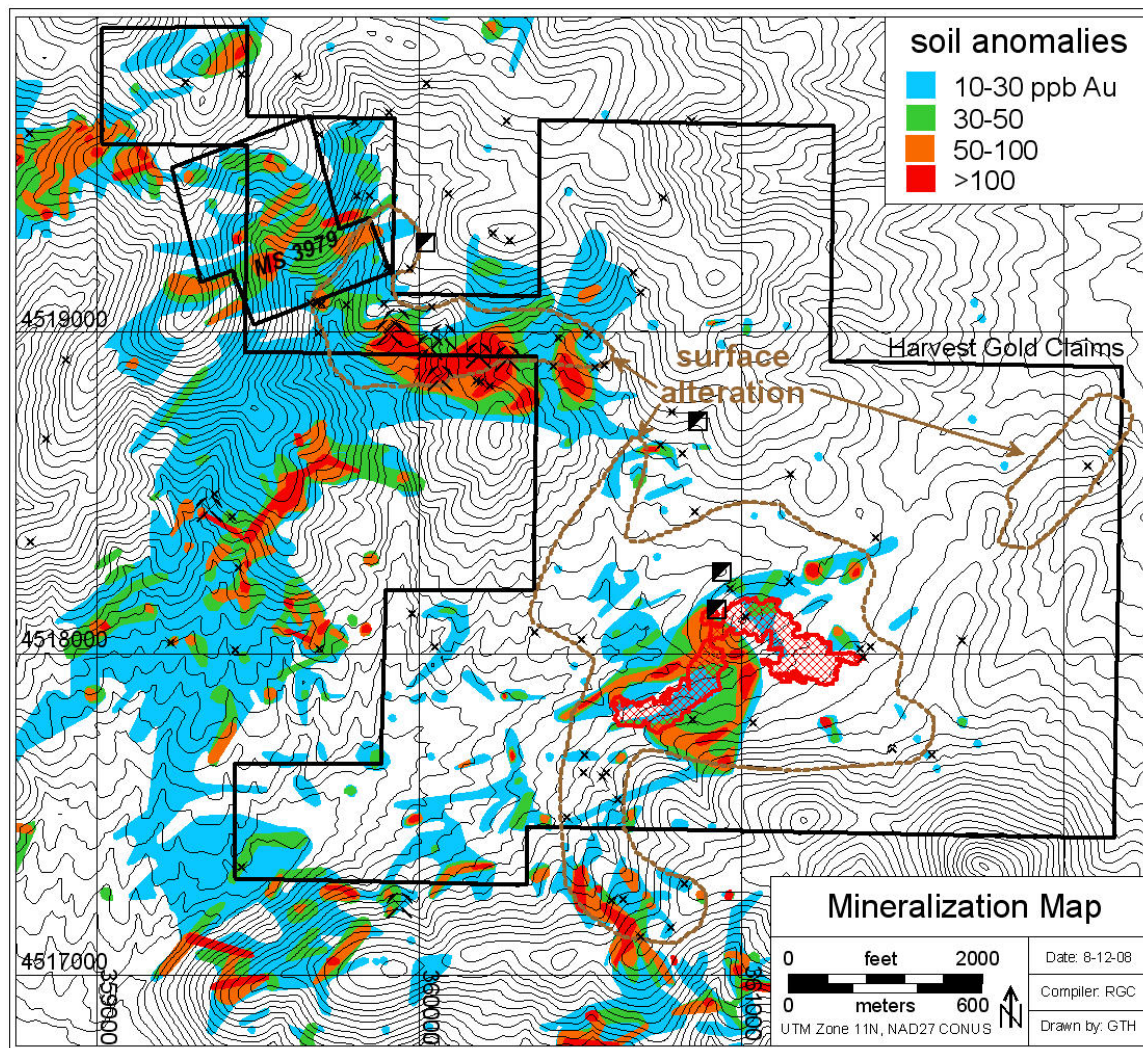 soil anomalies
10-30 ppb Au
30-50
50-100
>100
MS 3979
4519000
Harvest Gold Claims
surface
alteration
4518000
4517000
359000
360000
361000
Mineralization Map
0 feet 2000
0 meters 600
UTM Zone 11N, NAD27 CONUS
N
Date: 8-12-08
Compiler: RGC
Drawn by: GTH